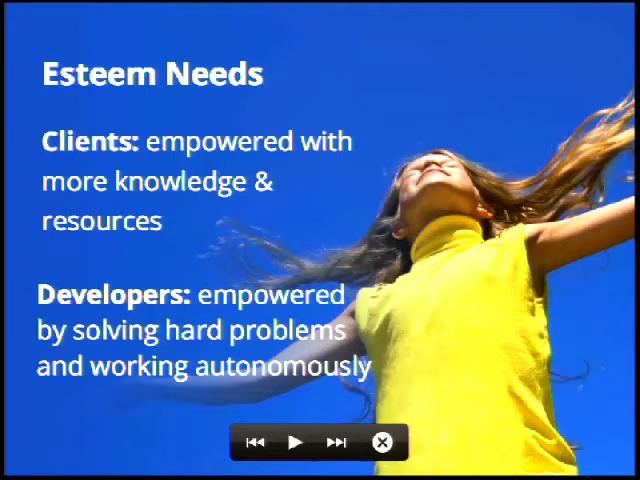 Esteem Needs
Clients: empowered with
more knowledge &
resources
Developers: empowered
by solving hard problems
and working autonomously